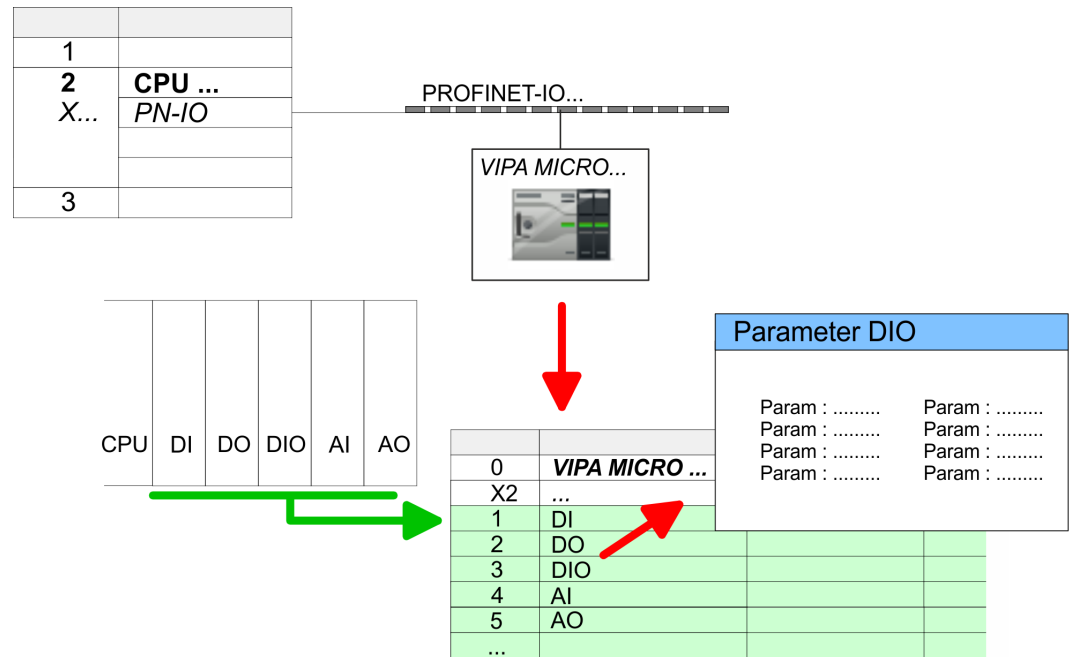 1
2 CPU ...
X... PN-IO
3
PROFINET-IO...
VIPA MICRO...
CPU DI DO DIO AI AO
Parameter DIO
Param : ......... Param : .........
Param : ......... Param : .........
Param : ......... Param : .........
Param : ......... Param : .........
0 VIPA MICRO ...
X2 ...
1 DI
2 DO
3 DIO
4 AI
5 AO
...